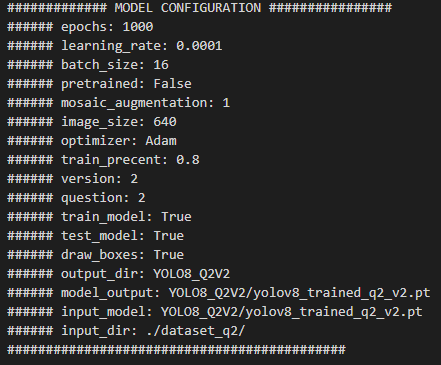 ############# MODEL CONFIGURATION ################
###### epochs: 1000
###### learning_rate: 0.0001
###### batch_size: 16
###### pretrained: False
###### mosaic_augmentation: 1
###### image_size: 640
###### optimizer: Adam
###### train_precent: 0.8
###### version: 2
###### question: 2
###### train_model: True
###### test_model: True
###### draw_boxes: True
###### output_dir: YOLO8_Q2V2
###### model_output: YOLO8_Q2V2/yolov8_trained_q2_v2.pt
###### input_model: YOLO8_Q2V2/yolov8_trained_q2_v2.pt
###### input_dir: ./dataset_q2/
############################################